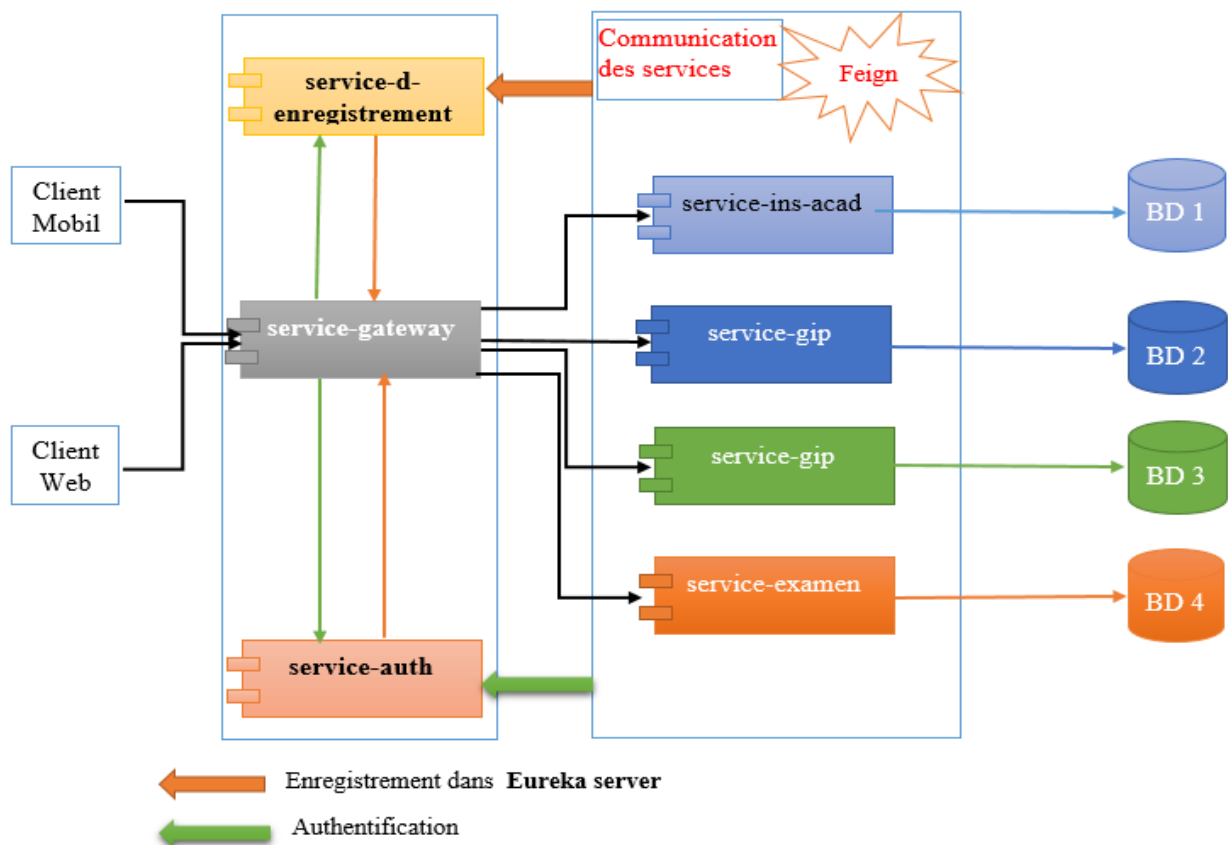 Communication
des services
Feign
service-d-
enregistrement
Client
Mobil
service-ins-acad
BD 1
service-gateway
service-gip
BD 2
Client
Web
service-gip
BD 3
service-examen
BD 4
service-auth
Enregistrement dans Eureka server
Authentification